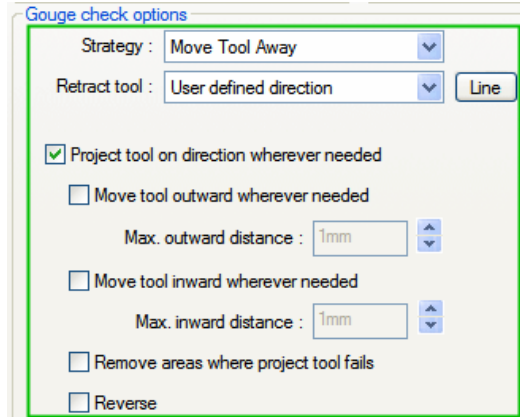 Gouge check options
Strategy : Move Tool Away
Retract tool : User defined direction Line
Project tool on direction wherever needed
Move tool outward wherever needed
Max. outward distance : 1mm
Move tool inward wherever needed
Max. inward distance : 1mm
Remove areas where project tool fails
Reverse